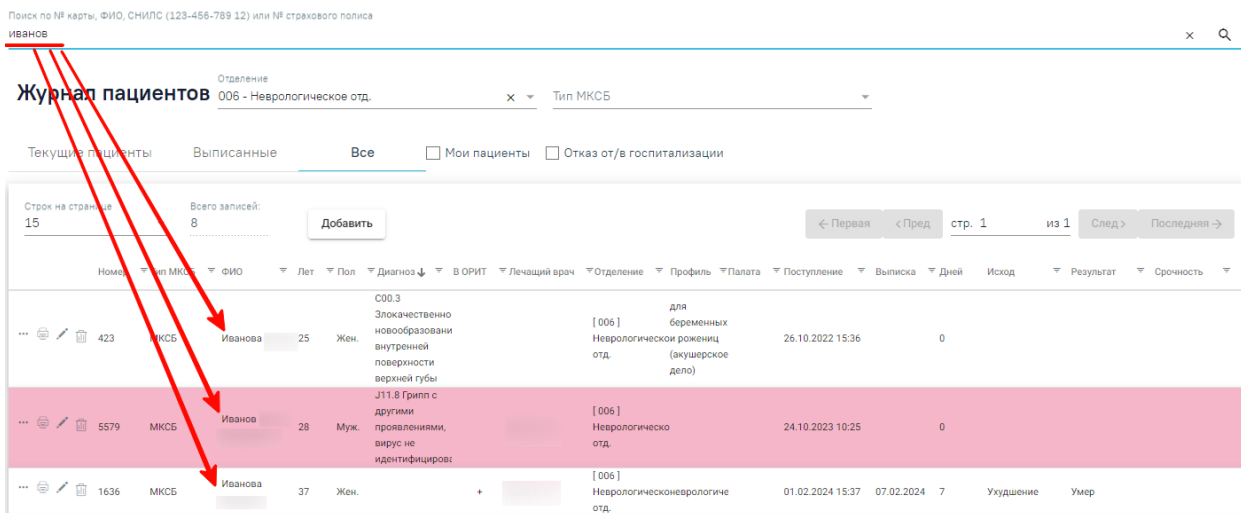 Поиск по № карты, ФИО, СНИЛС (123-456-789 12) или № страхового полиса
иванов
Журнал пациентов
Отделение
006 - Неврологическое отд.
Тип МКСБ
Текущие пациенты Выписанные Все Мои пациенты Отказ от/в госпитализации
Строк на странице Всего записей:
15 8 Добавить ← Первая < Пред стр. 1 из 1 След > Последняя →
Номер Тип МКСБ ФИО Лет Пол Диагноз В ОРИТ Лечащий врач Отделение Профиль Палата Поступление Выписка Дней Исход Результат Срочность
423 МКСБ Иванова 25 Жен.
C00.3
Злокачественно
новообразовани
внутренней
поверхности
верхней губы
[ 006 ]
Неврологическо
отд.
для
беременных
и рожениц
(акушерское
дело)
26.10.2022 15:36 0
5579 МКСБ Иванов 28 Муж.
J11.8 Грипп с
другими
проявлениями,
вирус не
идентифицирова
[ 006 ]
Неврологическо
отд.
24.10.2023 10:25 0
1636 МКСБ Иванова 37 Жен. +
[ 006 ]
Неврологическо
отд.
неврологиче
01.02.2024 15:37 07.02.2024 7 Ухудшение Умер